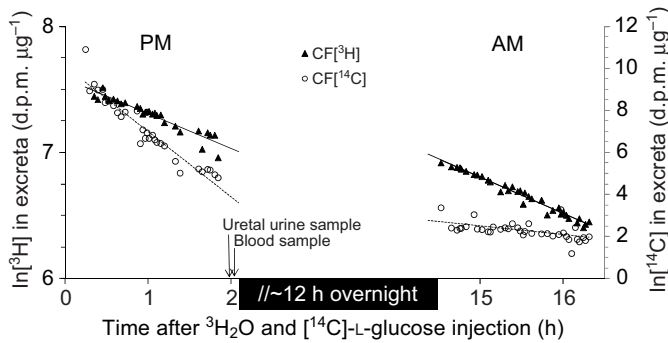 PM
AM
▲ CF[³H]
○ CF[¹⁴C]
ln[³H] in excreta (d.p.m. μg⁻¹)
8
7
6
ln[¹⁴C] in excreta (d.p.m. μg⁻¹)
12
10
8
6
4
2
0
Uretal urine sample
Blood sample
//~12 h overnight
0 1 2 15 16
Time after ³H₂O and [¹⁴C]-L-glucose injection (h)